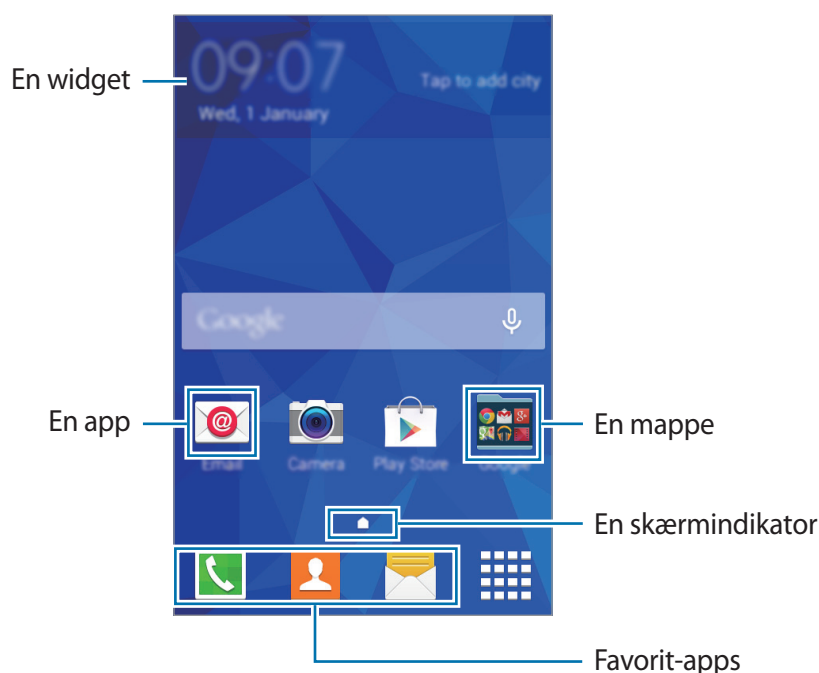 09:07
En widget
Tap to add city
Wed, 1 January
Google
En app
En mappe
Email
Camera
Play Store
Google
En skærmindikator
Favorit-apps